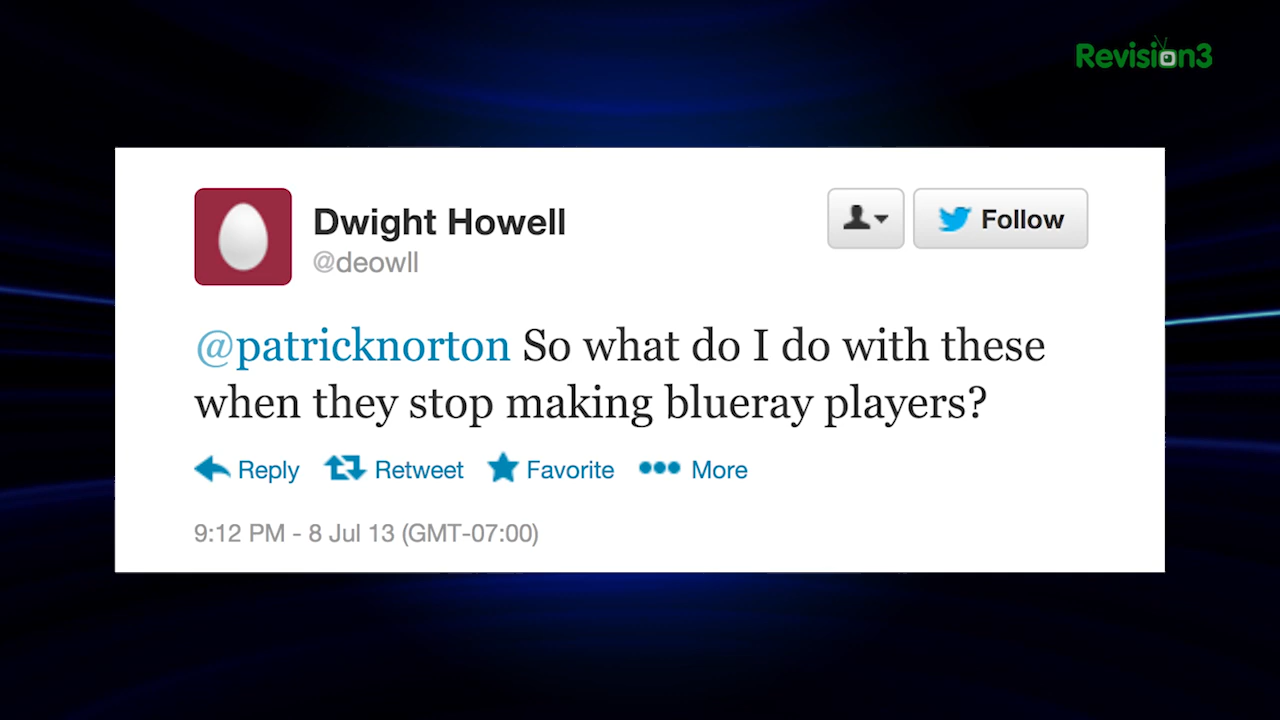 Revision3
Dwight Howell
@deowll
Follow
@patricknorton So what do I do with these
when they stop making blueray players?
Reply Retweet Favorite More
9:12 PM - 8 Jul 13 (GMT-07:00)